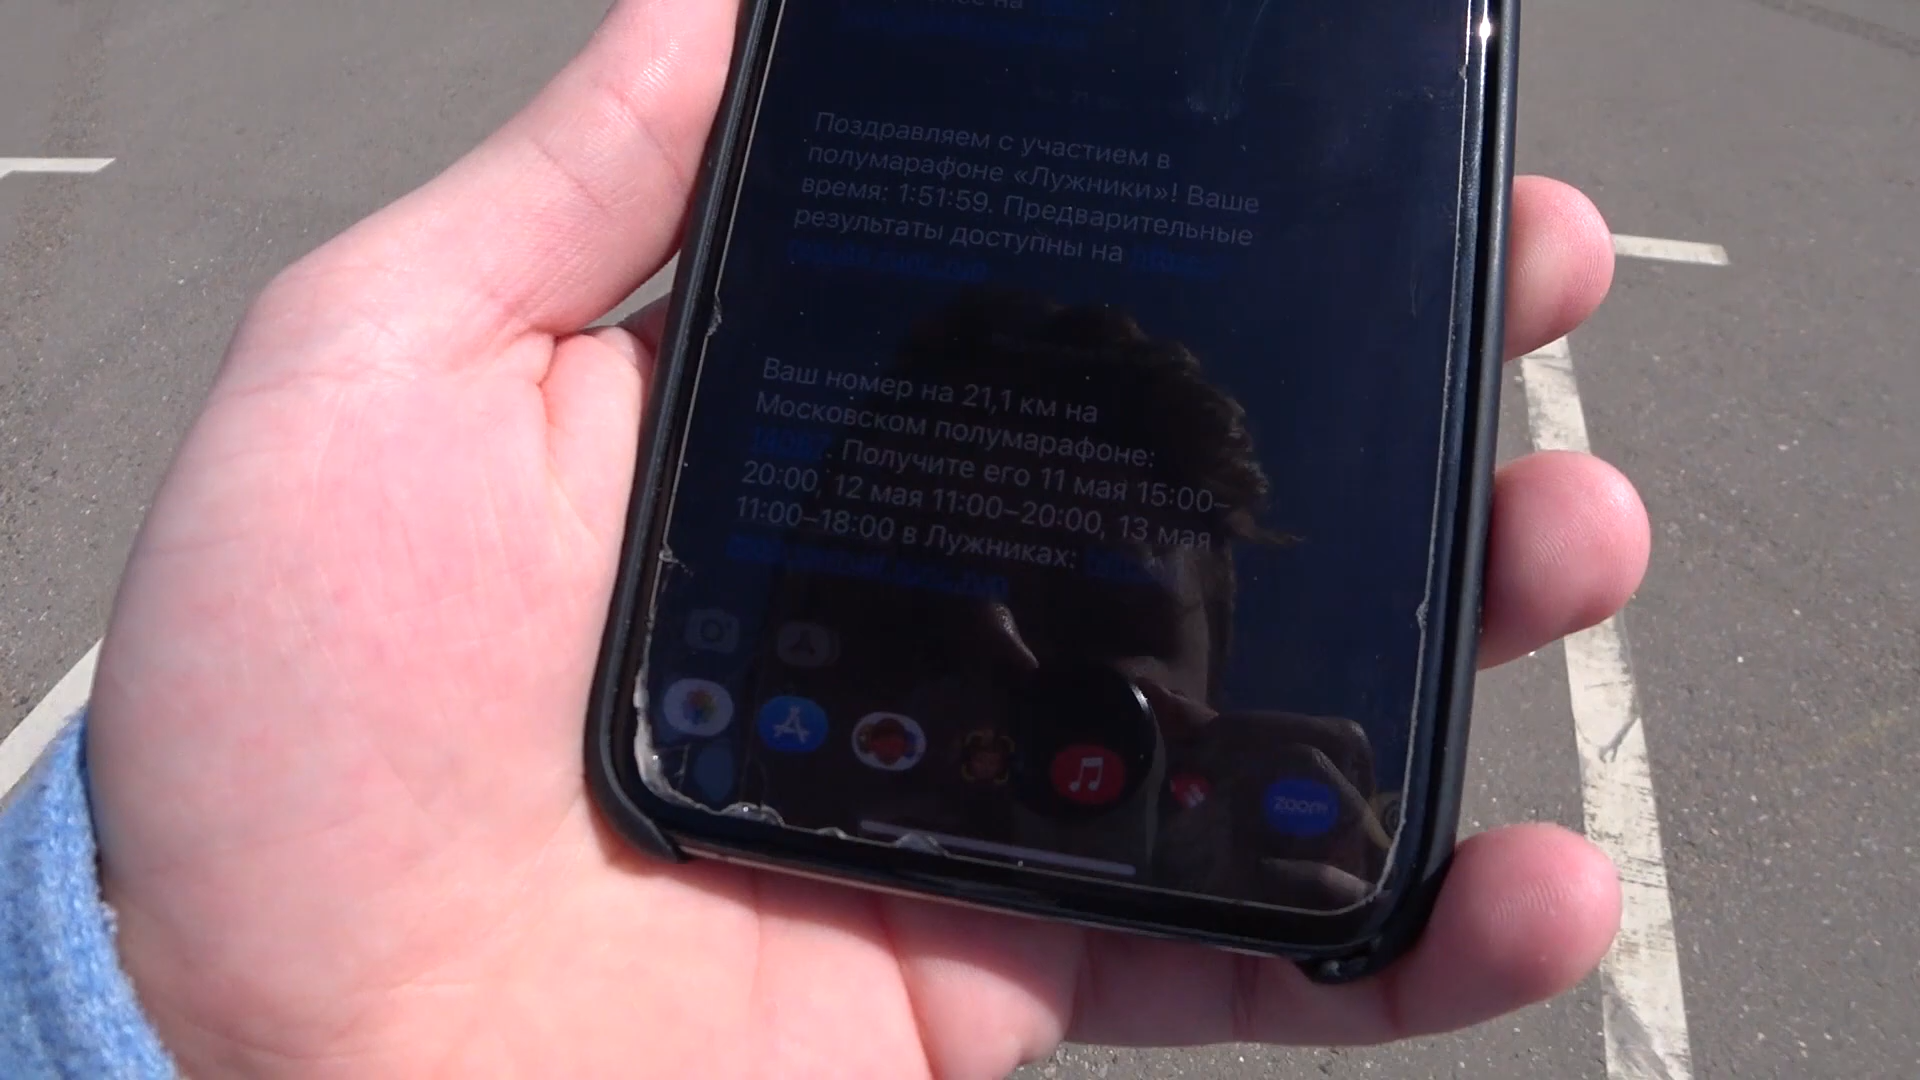 на
Поздравляем с участием в
полумарафоне «Лужники»! Ваше
время: 1:51:59. Предварительные
результаты доступны на
Ваш номер на 21,1 км на
Московском полумарафоне:
. Получите его 11 мая 15:00–
20:00, 12 мая 11:00–20:00, 13 мая
11:00–18:00 в Лужниках:
zoom